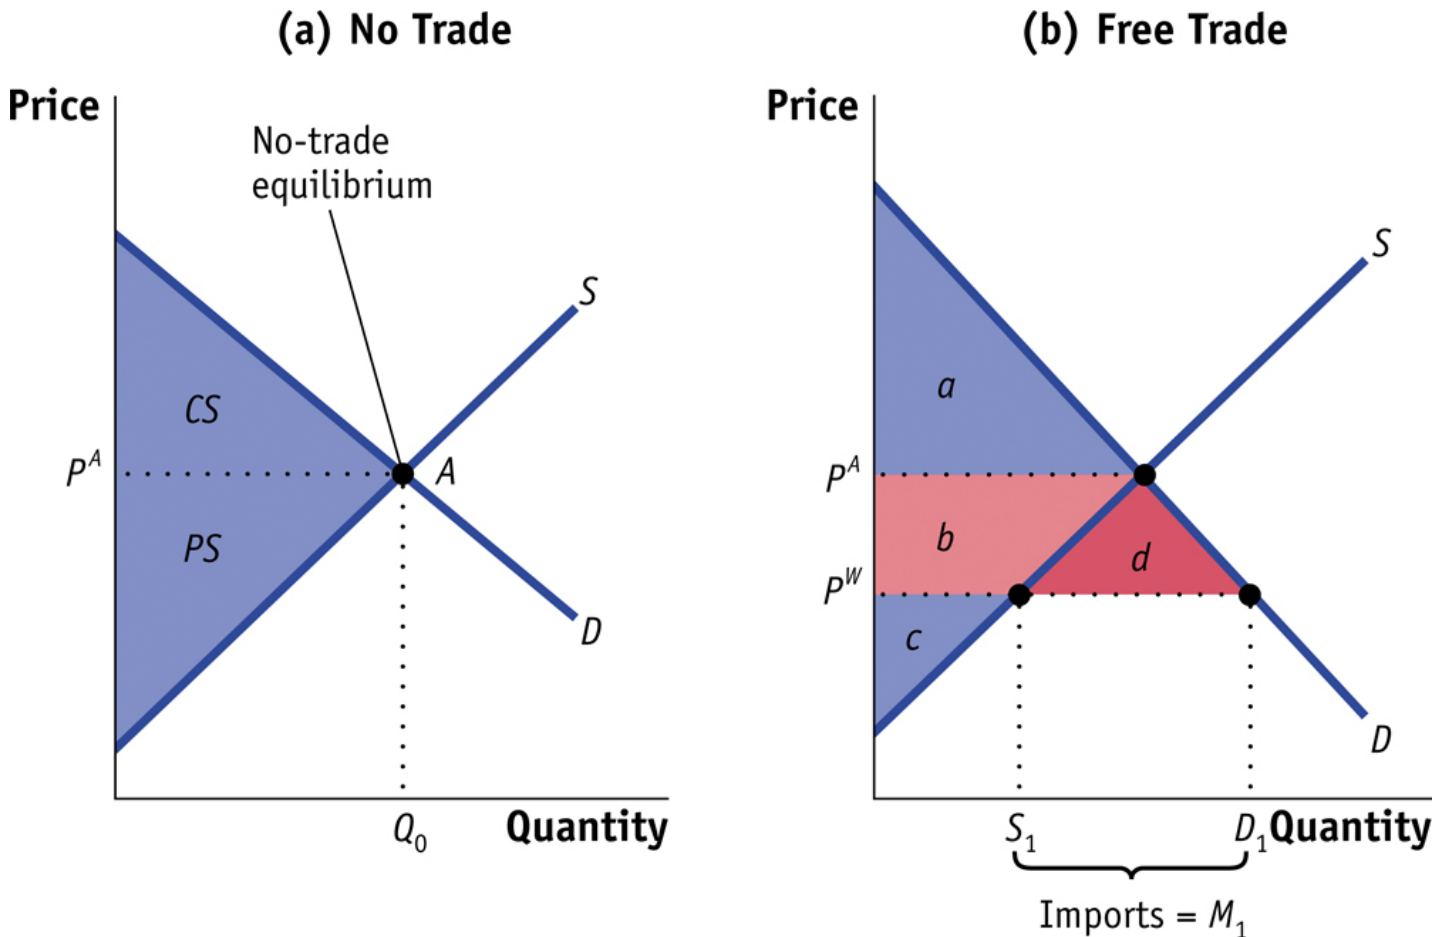 (a) No Trade
Price
No-trade
equilibrium
S
CS
P^A
A
PS
D
Q₀
Quantity
(b) Free Trade
Price
S
a
P^A
b
d
P^W
c
D
S₁
D₁
Quantity
Imports = M₁